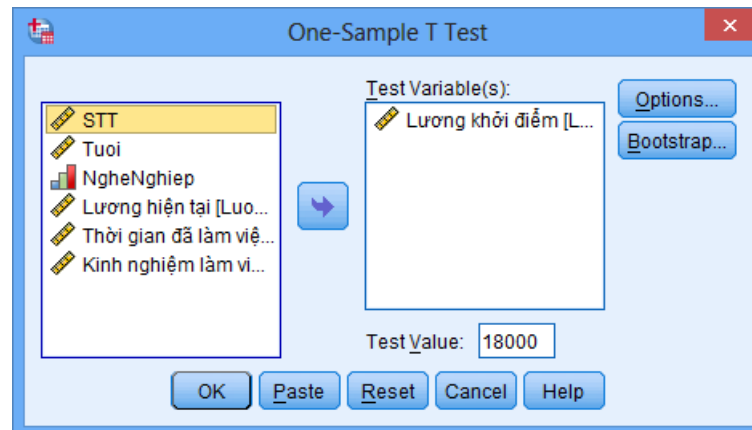 One-Sample T Test
STT
Tuoi
NgheNghiep
Lương hiện tại [Luo...
Thời gian đã làm việ...
Kinh nghiệm làm vi...
Test Variable(s):
Lương khởi điểm [L...
Test Value: 18000
Options...
Bootstrap...
OK Paste Reset Cancel Help